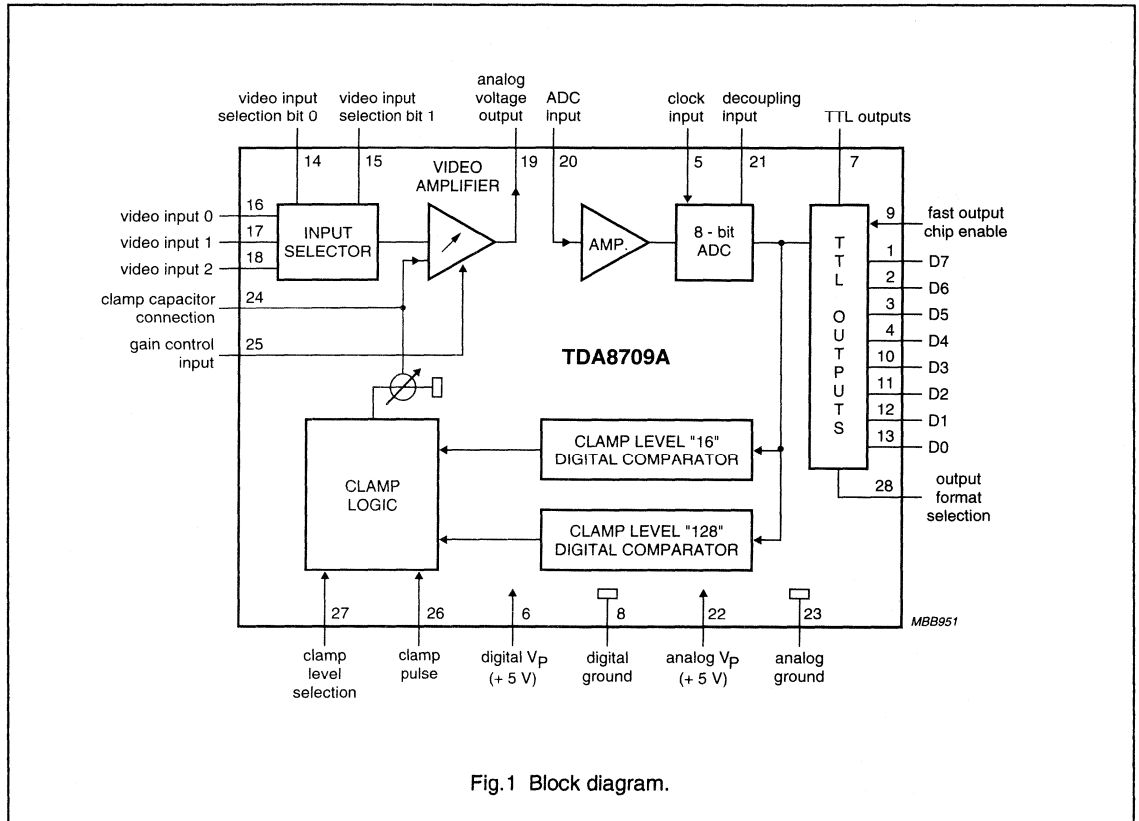 video input
selection bit 0
video input
selection bit 1
analog
voltage
output
ADC
input
clock
input
decoupling
input
TTL outputs
14
15
VIDEO
AMPLIFIER
19
20
5
21
7
video input 0
16
video input 1
17
video input 2
18
INPUT
SELECTOR
AMP.
8 - bit
ADC
TTL OUTPUTS
9
fast output
chip enable
1
D7
2
D6
3
D5
4
D4
10
D3
11
D2
12
D1
13
D0
28
output
format
selection
clamp capacitor
connection
24
gain control
input
25
TDA8709A
CLAMP
LOGIC
CLAMP LEVEL "16"
DIGITAL COMPARATOR
CLAMP LEVEL "128"
DIGITAL COMPARATOR
27
26
6
8
22
23
MBB951
clamp
level
selection
clamp
pulse
digital VP
(+ 5 V)
digital
ground
analog VP
(+ 5 V)
analog
ground
Fig.1 Block diagram.